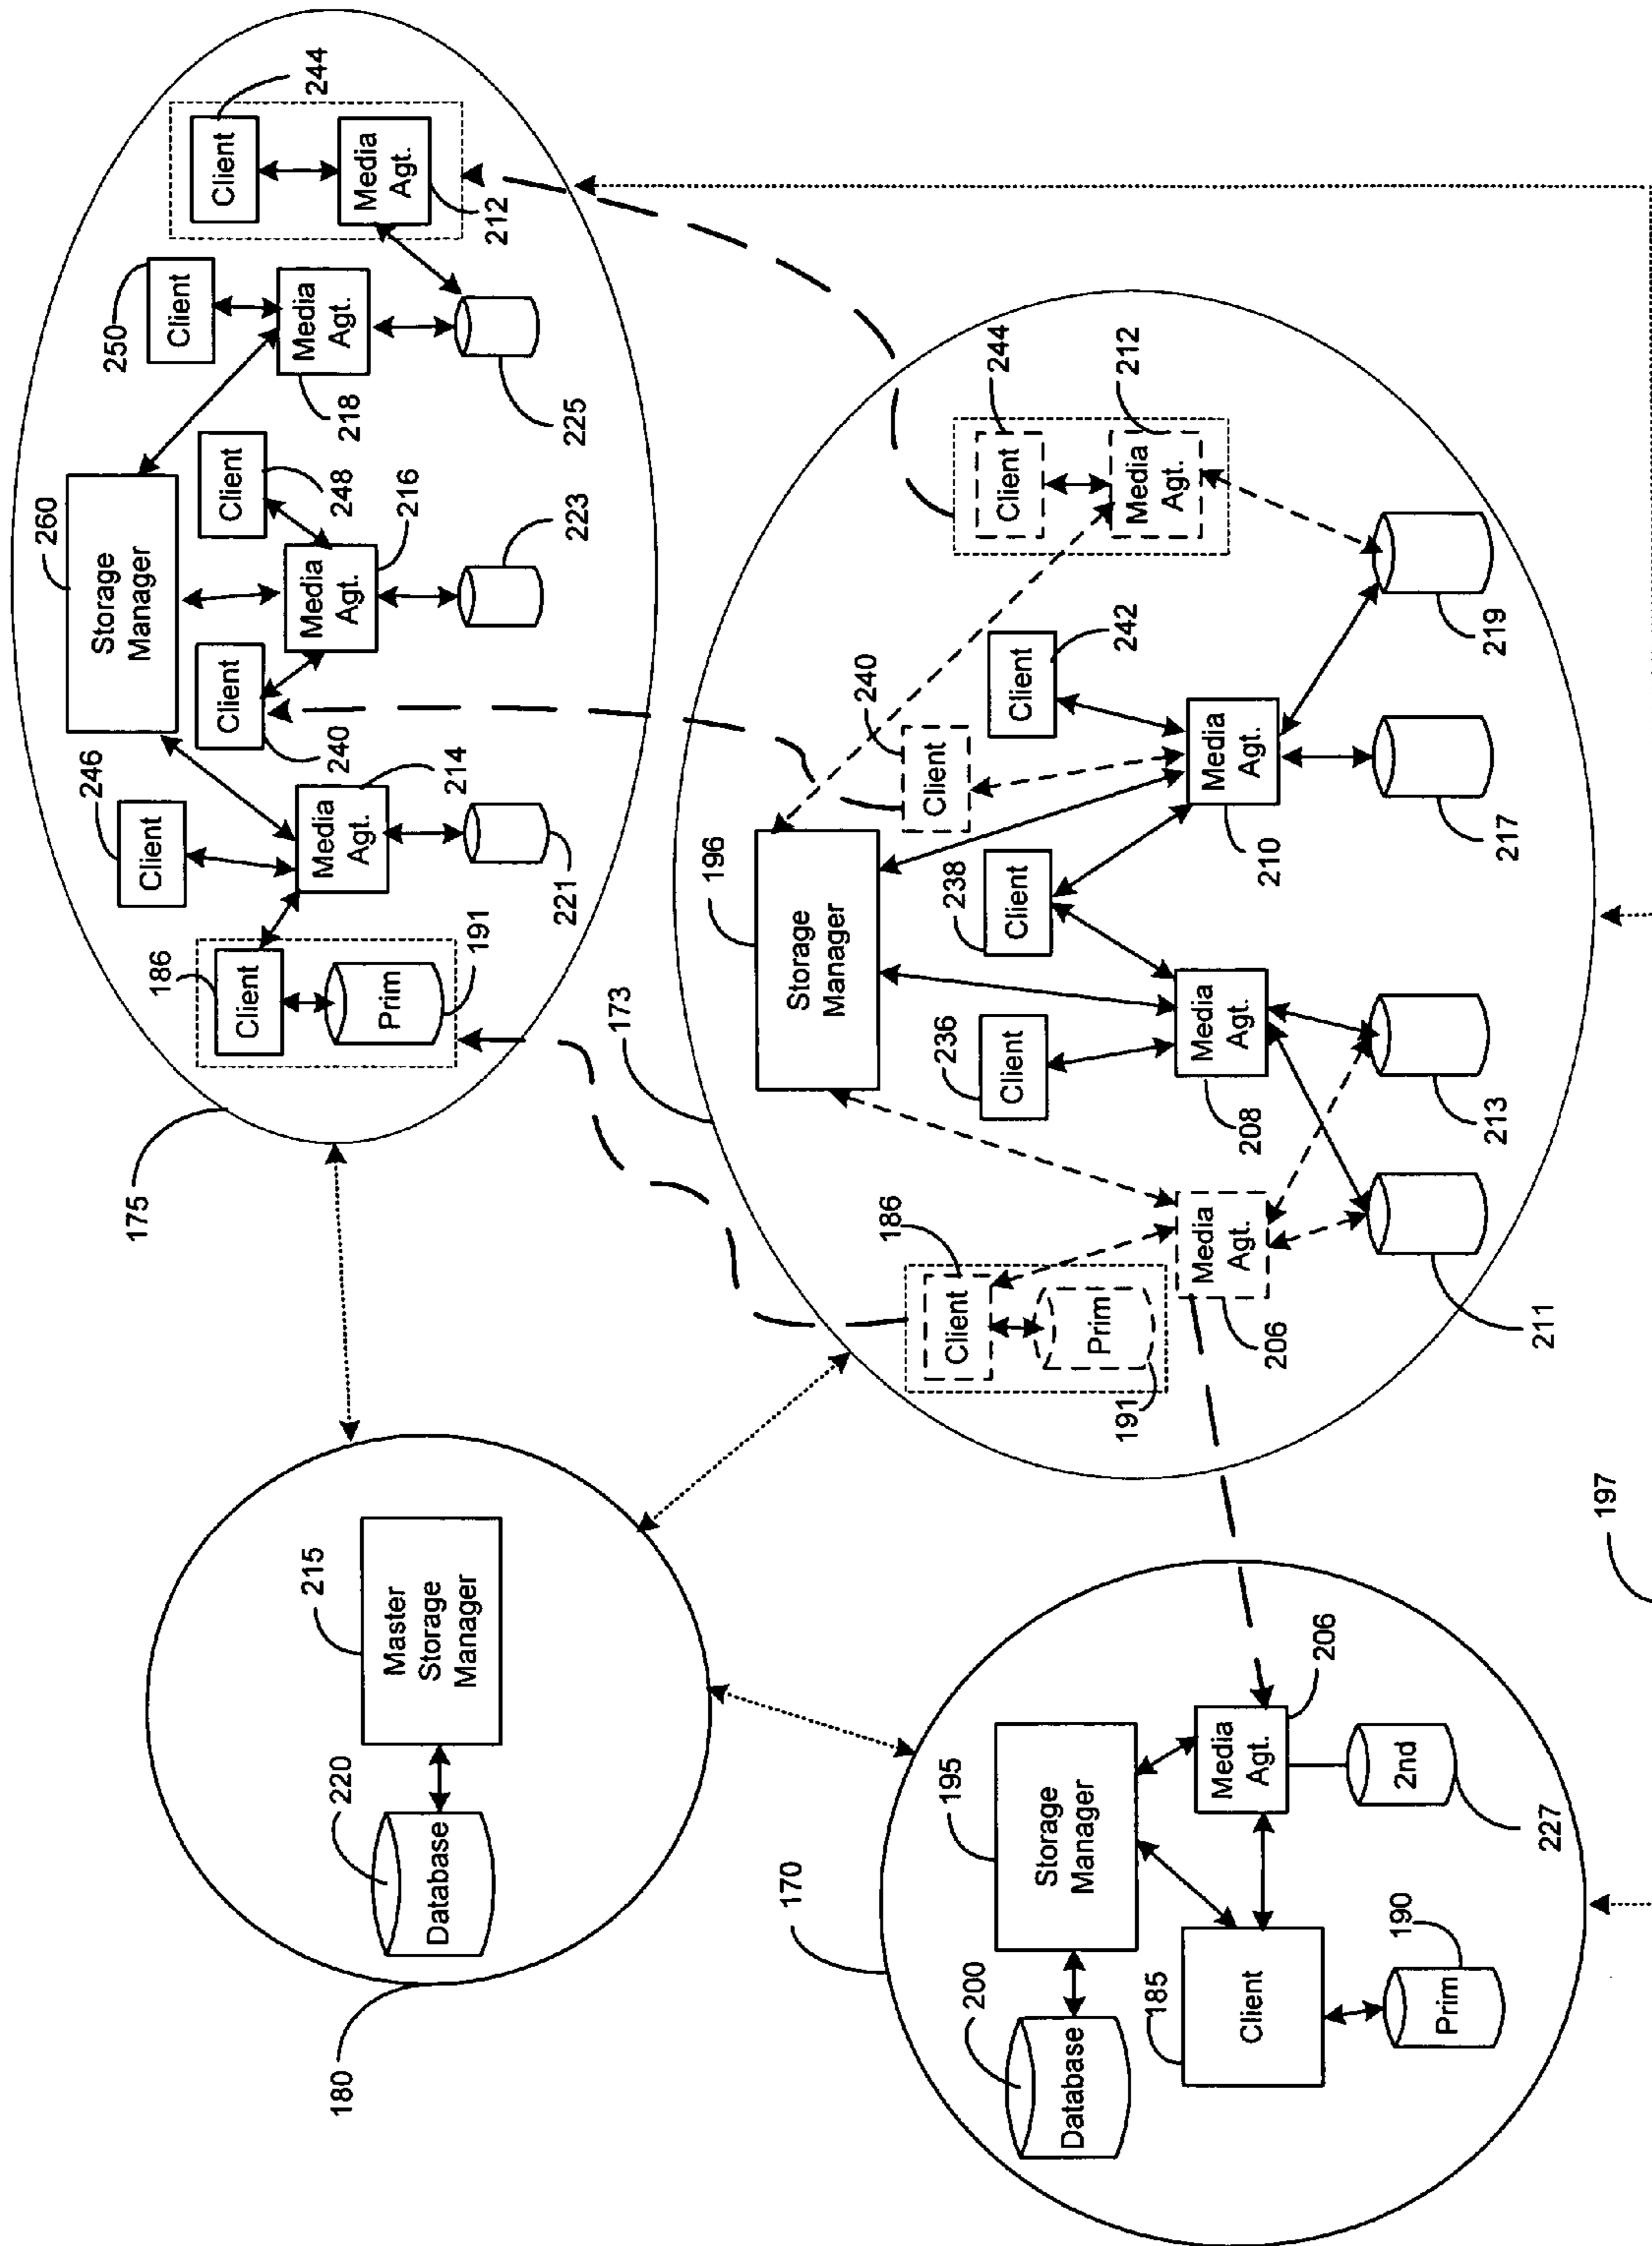 180
220
215
Database
Master
Storage
Manager
175
186
Client
Prim
191
246
Client
Media
Agt.
214
221
260
Storage
Manager
Client
240
Client
248
Media
Agt.
216
223
250
Client
Media
Agt.
218
225
Client
244
Media
Agt.
212
170
200
Database
195
Storage
Manager
185
Client
190
Prim
Media
Agt.
206
2nd
227
173
186
Client
Prim
191
Media
Agt.
206
211
196
Storage
Manager
236
Client
238
Client
Media
Agt.
208
213
240
Client
242
Client
Media
Agt.
210
217
219
244
Client
212
Media
Agt.
197